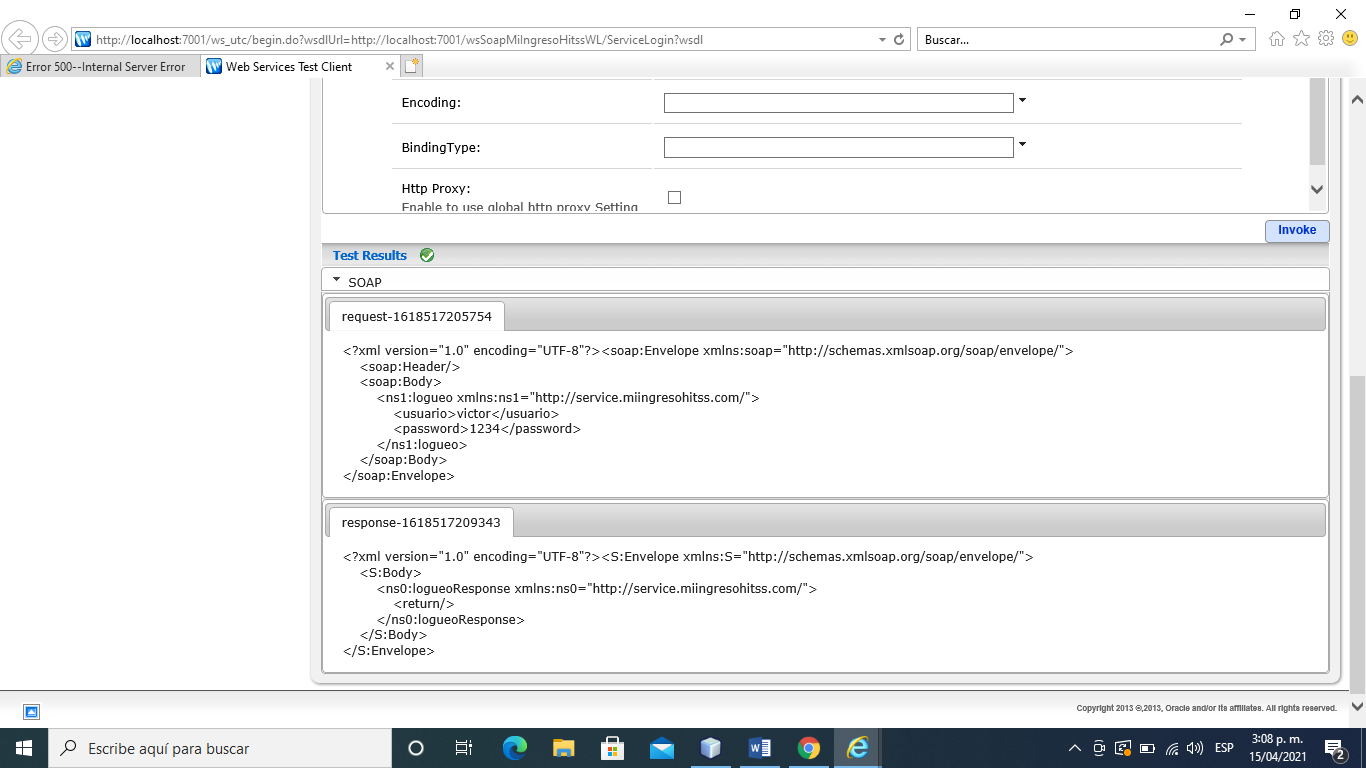 http://localhost:7001/ws_utc/begin.do?wsdlUrl=http://localhost:7001/wsSoapMiIngresoHitssWL/ServiceLogin?wsdl
Buscar...
Error 500--Internal Server Error
Web Services Test Client
Encoding:
BindingType:
Http Proxy:
Enable to use global http proxy Setting
Invoke
Test Results
SOAP
request-1618517205754
<?xml version="1.0" encoding="UTF-8"?><soap:Envelope xmlns:soap="http://schemas.xmlsoap.org/soap/envelope/">
<soap:Header/>
<soap:Body>
<ns1:logueo xmlns:ns1="http://service.miingresohitss.com/">
<usuario>victor</usuario>
<password>1234</password>
</ns1:logueo>
</soap:Body>
</soap:Envelope>
response-1618517209343
<?xml version="1.0" encoding="UTF-8"?><S:Envelope xmlns:S="http://schemas.xmlsoap.org/soap/envelope/">
<S:Body>
<ns0:logueoResponse xmlns:ns0="http://service.miingresohitss.com/">
<return/>
</ns0:logueoResponse>
</S:Body>
</S:Envelope>
Copyright 2013 ©,2013, Oracle and/or its affiliates. All rights reserved.
Escribe aquí para buscar
ESP
3:08 p. m.
15/04/2021
2